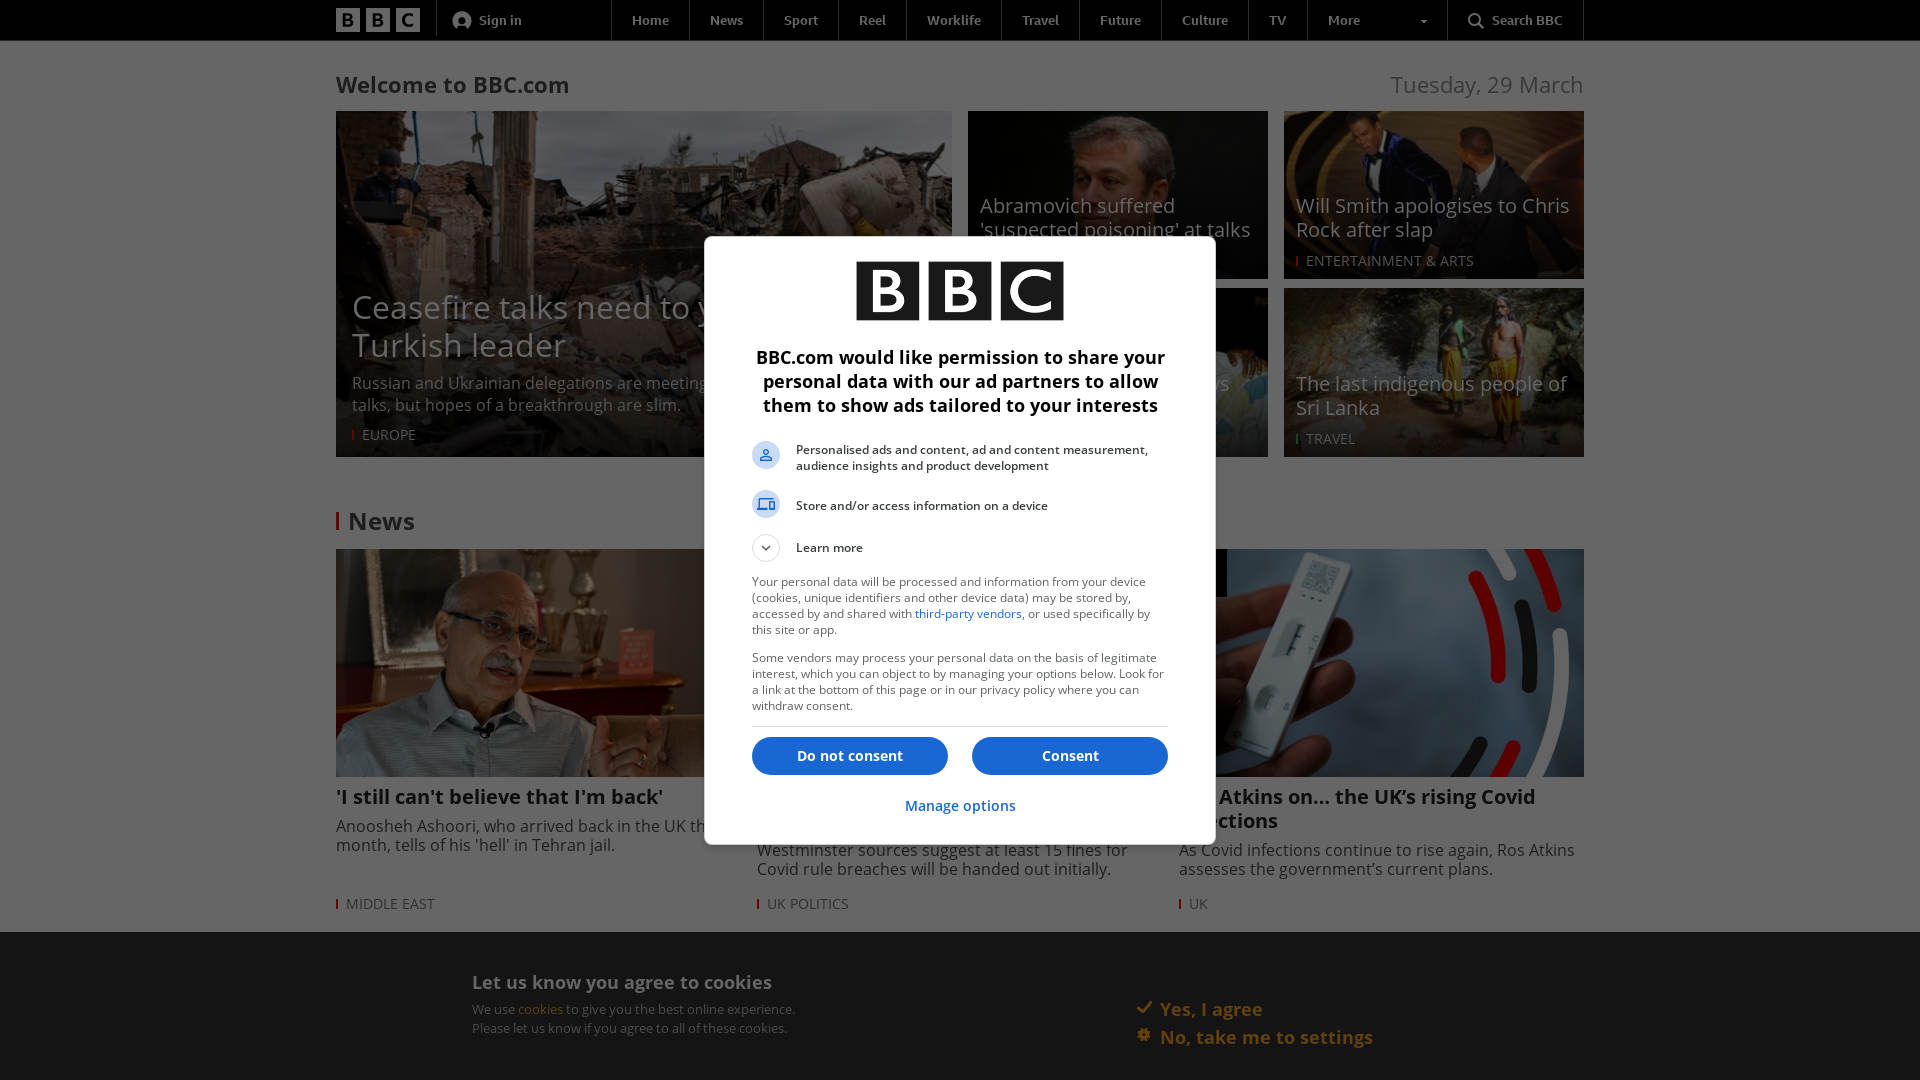 BBC Sign in Home News Sport Reel Worklife Travel Future Culture TV More Search BBC
Welcome to BBC.com
Tuesday, 29 March
Ceasefire talks need to
Turkish leader
Russian and Ukrainian delegations are meeting
talks, but hopes of a breakthrough are slim.
EUROPE
Abramovich suffered
'suspected poisoning' at talks
Will Smith apologises to Chris
Rock after slap
ENTERTAINMENT & ARTS
The last indigenous people of
Sri Lanka
TRAVEL
BBC
BBC.com would like permission to share your
personal data with our ad partners to allow
them to show ads tailored to your interests
Personalised ads and content, ad and content measurement,
audience insights and product development
Store and/or access information on a device
Learn more
Your personal data will be processed and information from your device
(cookies, unique identifiers and other device data) may be stored by,
accessed by and shared with third-party vendors, or used specifically by
this site or app.
Some vendors may process your personal data on the basis of legitimate
interest, which you can object to by managing your options below. Look for
a link at the bottom of this page or in our privacy policy where you can
withdraw consent.
Do not consent
Consent
Manage options
News
'I still can't believe that I'm back'
Anoosheh Ashoori, who arrived back in the UK
month, tells of his 'hell' in Tehran jail.
MIDDLE EAST
Westminster sources suggest at least 15 fines for
Covid rule breaches will be handed out initially.
UK POLITICS
Atkins on... the UK’s rising Covid
As Covid infections continue to rise again, Ros Atkins
assesses the government’s current plans.
UK
Let us know you agree to cookies
We use cookies to give you the best online experience.
Please let us know if you agree to all of these cookies.
Yes, I agree
No, take me to settings